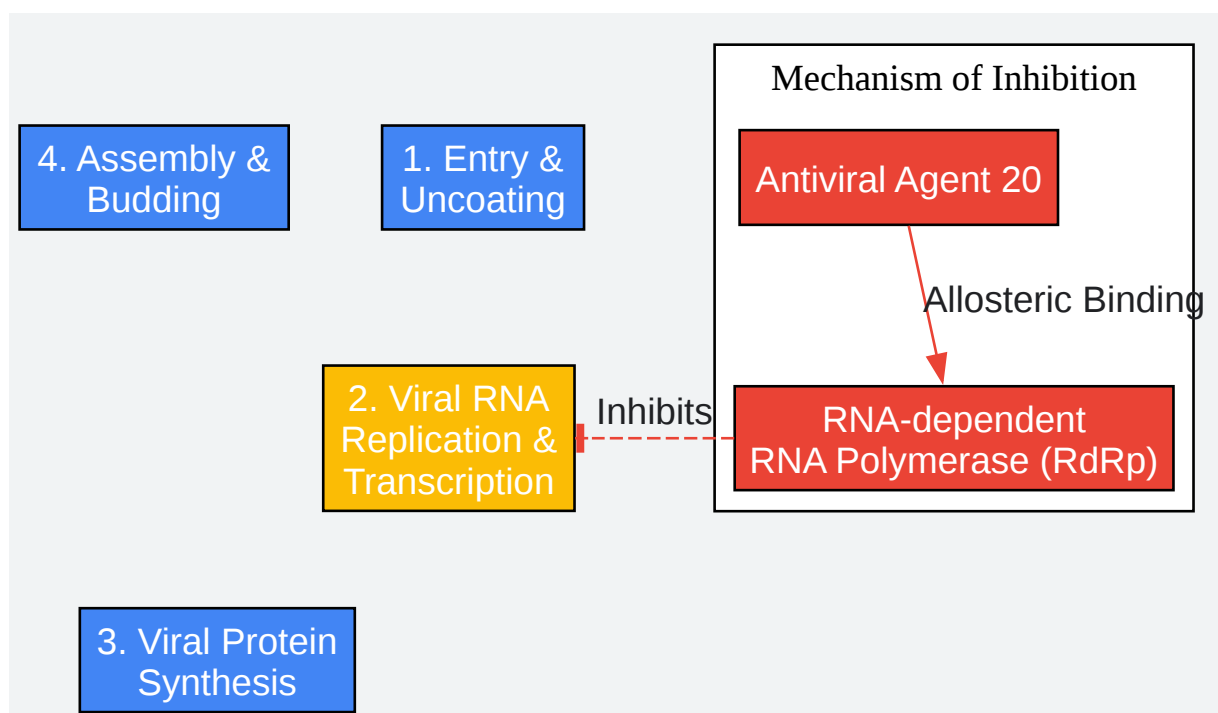 Mechanism of Inhibition
4. Assembly &
Budding
1. Entry &
Uncoating
Antiviral Agent 20
Allosteric Binding
2. Viral RNA
Replication &
Transcription
Inhibits
RNA-dependent
RNA Polymerase (RdRp)
3. Viral Protein
Synthesis